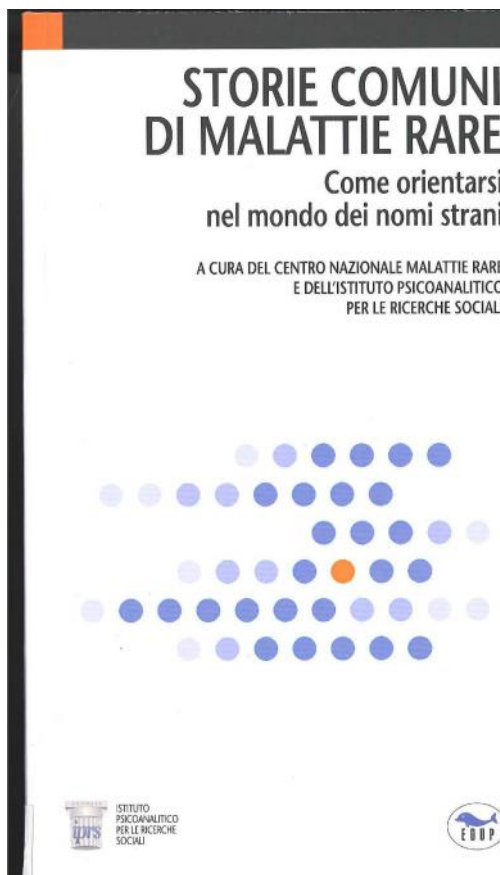 STORIE COMUNI
DI MALATTIE RARE
Come orientarsi
nel mondo dei nomi strani
A CURA DEL CENTRO NAZIONALE MALATTIE RARE
E DELL'ISTITUTO PSICOANALITICO
PER LE RICERCHE SOCIAL
iprs
ISTITUTO
PSICOANALITICO
PER LE RICERCHE
SOCIALI
EDUP